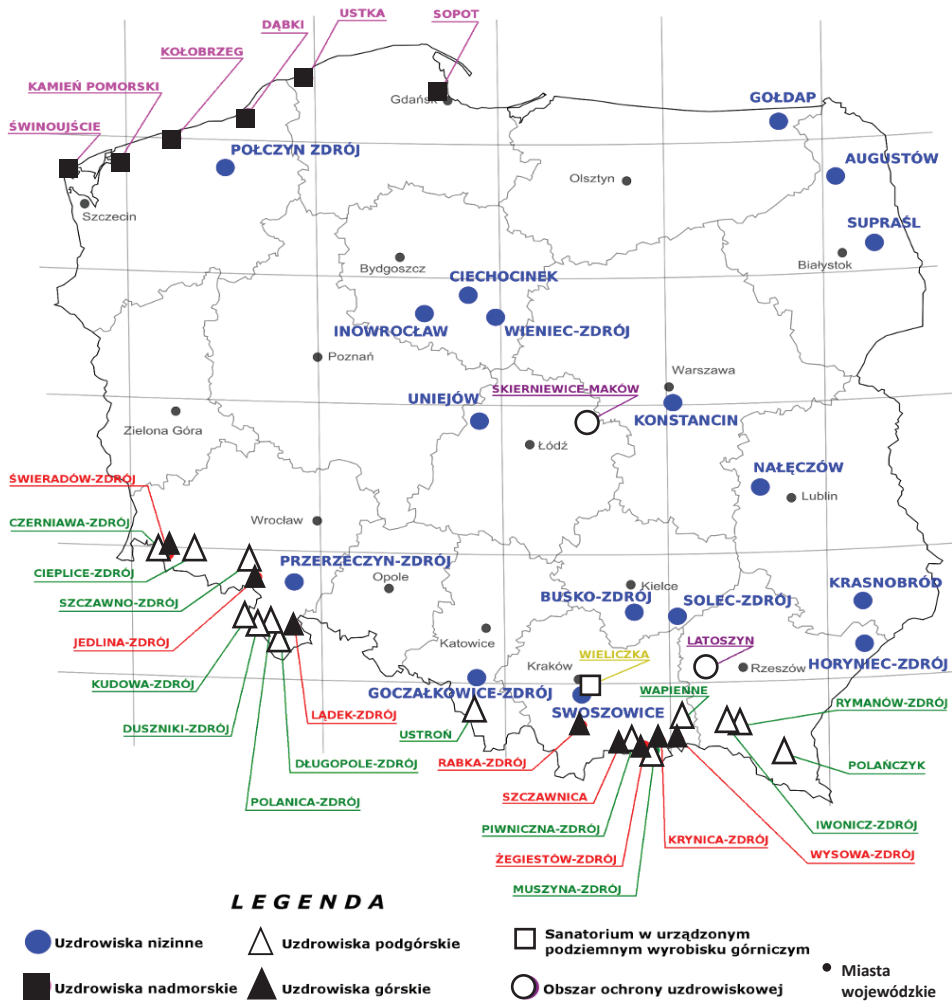 USTKA
SOPOT
DĄBKI
KOŁOBRZEG
KAMIEŃ POMORSKI
Gdańsk
GOŁDAP
ŚWINOUJŚCIE
POŁCZYN ZDRÓJ
AUGUSTÓW
Olsztyn
Szczecin
SUPRAŚL
Białystok
Bydgoszcz
CIECHOCINEK
INOWROCŁAW
WIENIEC-ZDRÓJ
Poznań
Warszawa
SKIERNIEWICE-MAKÓW
UNIEJÓW
KONSTANCIN
Zielona Góra
Łódź
NAŁĘCZÓW
ŚWIERADÓW-ZDRÓJ
Lublin
CZERNIAWA-ZDRÓJ
Wrocław
PRZERZECZYN-ZDRÓJ
CIEPLICE-ZDRÓJ
Opole
Kielce
KRASNOBRÓD
SZCZAWNO-ZDRÓJ
BUSKO-ZDRÓJ
SOLEC-ZDRÓJ
JEDLINA-ZDRÓJ
Katowice
LATOSZYN
WIELICZKA
HORYNIEC-ZDRÓJ
Kraków
Rzeszów
KUDOWA-ZDRÓJ
GOCZAŁKOWICE-ZDRÓJ
WAPIENNE
RYMANÓW-ZDRÓJ
LĄDEK-ZDRÓJ
SWOSZOWICE
DUSZNIKI-ZDRÓJ
USTROŃ
DŁUGOPOLE-ZDRÓJ
RABKA-ZDRÓJ
POLAŃCZYK
SZCZAWNICA
POLANICA-ZDRÓJ
IWONICZ-ZDRÓJ
PIWNICZNA-ZDRÓJ
KRYNICA-ZDRÓJ
WYSOWA-ZDRÓJ
ŻEGIESTÓW-ZDRÓJ
MUSZYNA-ZDRÓJ
LEGENDA
Uzdrowiska nizinne
Uzdrowiska podgórskie
Sanatorium w urządzonym
podziemnym wyrobisku górniczym
Uzdrowiska nadmorskie
Uzdrowiska górskie
Obszar ochrony uzdrowiskowej
Miasta
wojewódzkie